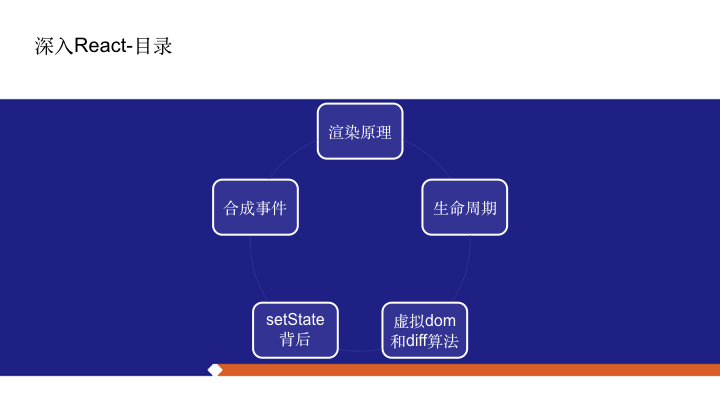 深入React-目录
渲染原理
合成事件
生命周期
setState
背后
虚拟dom
和diff算法